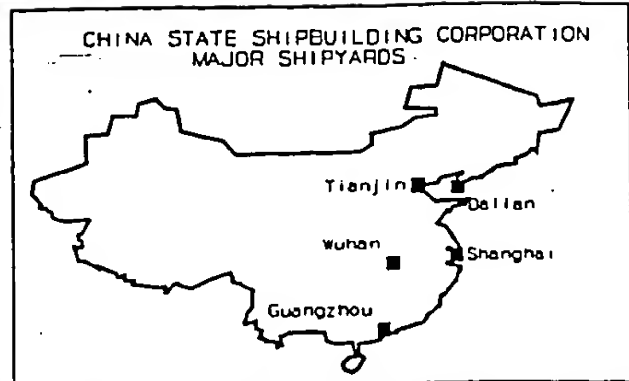 CHINA STATE SHIPBUILDING CORPORATION
MAJOR SHIPYARDS
Tianjin
Dalian
Wuhan
Shanghai
Guangzhou